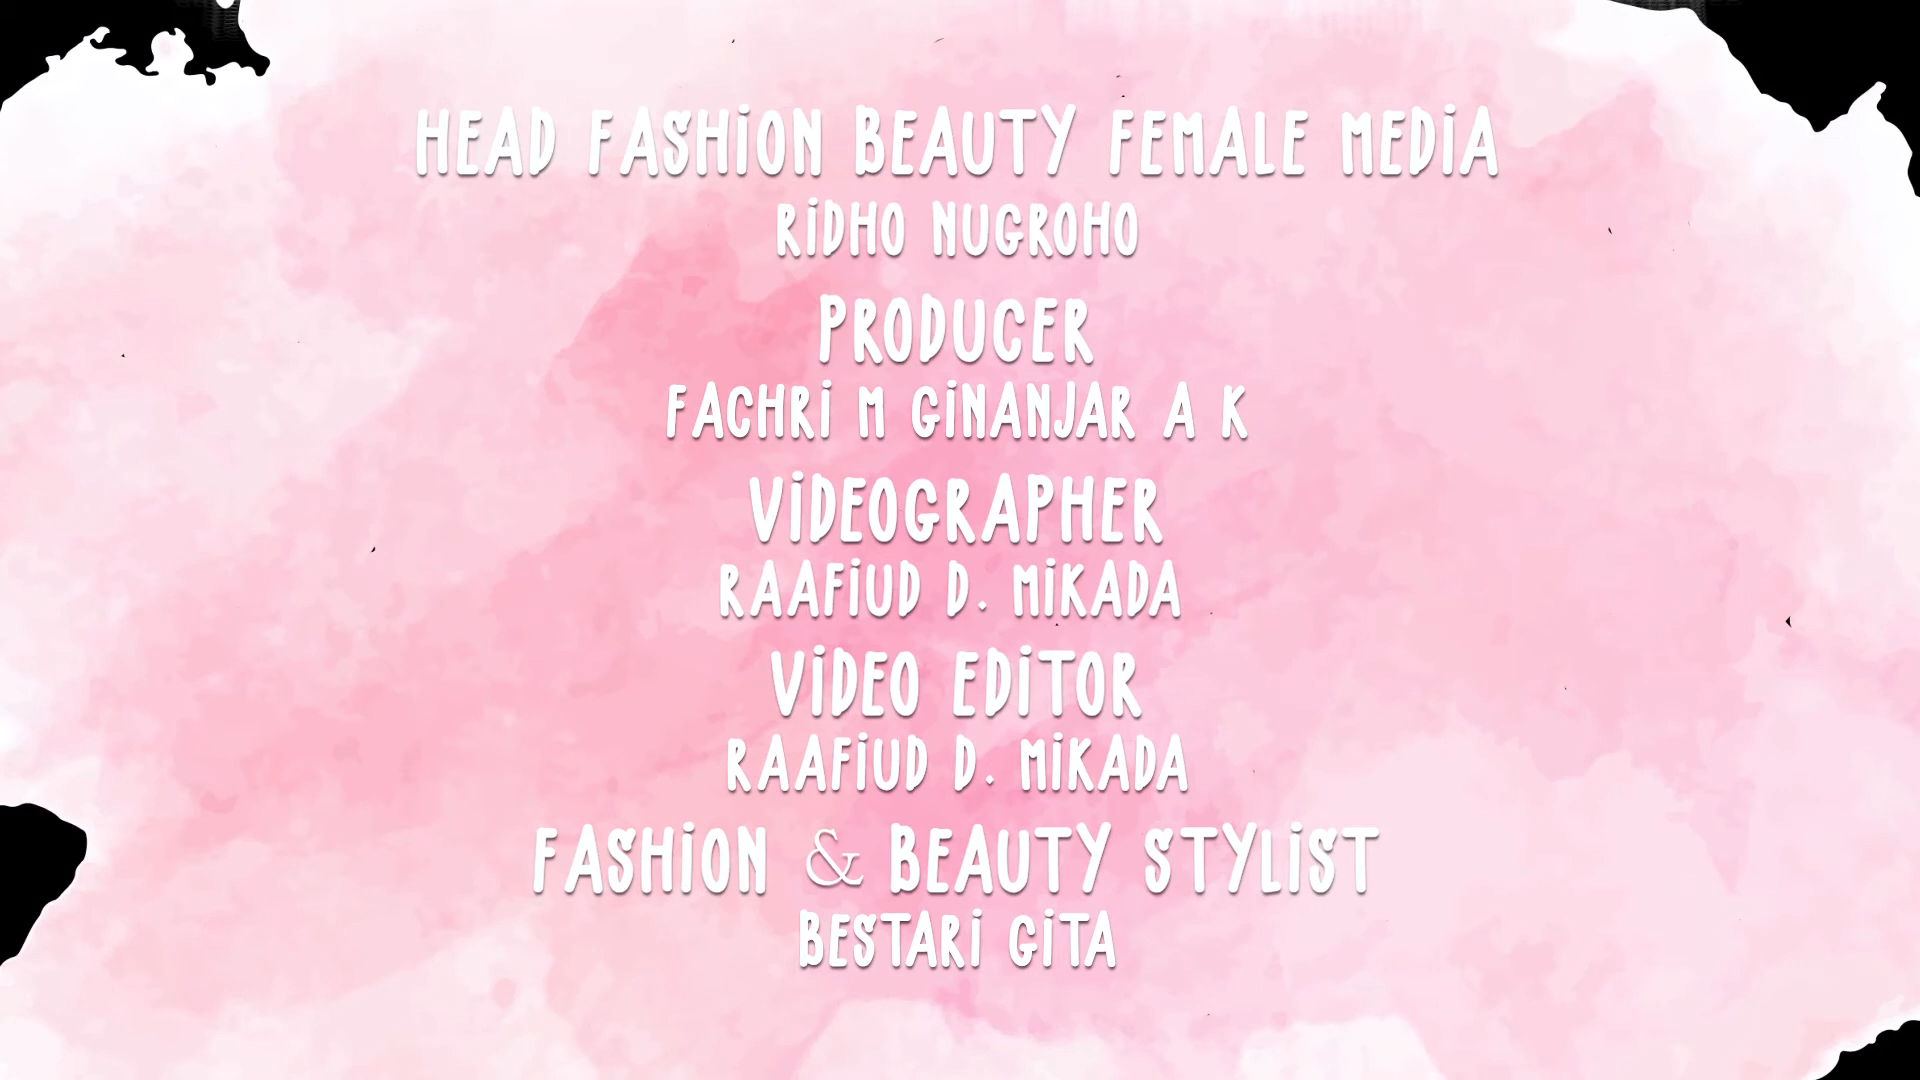 HEAD FASHION BEAUTY FEMALE MEDIA
RIDHO NUGROHO
PRODUCER
FACHRI M GINANJAR A K
VIDEOGRAPHER
RAAFIUD D. MIKADA
VIDEO EDITOR
RAAFIUD D. MIKADA
FASHION & BEAUTY STYLIST
BESTARI GITA